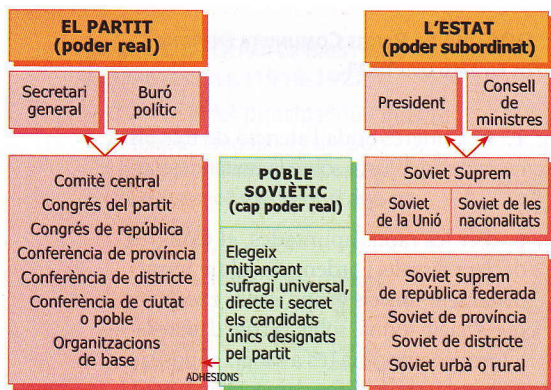 EL PARTIT
(poder real)
Secretari
general
Buró
polític
Comitè central
Congrés del partit
Congrés de república
Conferència de província
Conferència de districte
Conferència de ciutat
o poble
Organitzacions
de base
ADHESIONS
POBLE
SOVIÈTIC
(cap poder real)
Elegeix
mitjançant
sufragi universal,
directe i secret
els candidats
únics designats
pel partit
L'ESTAT
(poder subordinat)
President
Consell
de
ministres
Soviet Suprem
Soviet
de la Unió
Soviet de les
nacionalitats
Soviet suprem
de república federada
Soviet de província
Soviet de districte
Soviet urbà o rural